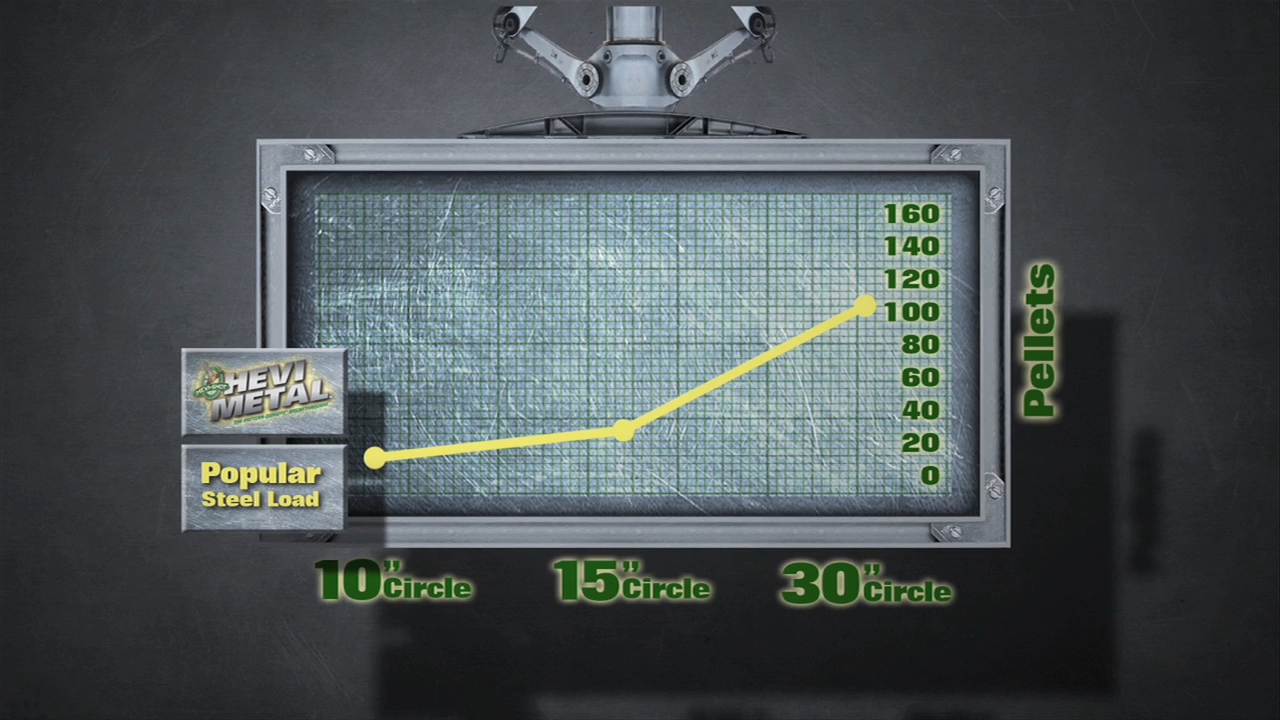 160
140
120
100
80
60
40
20
0
Pellets
HEVI
METAL
Popular
Steel Load
10” Circle
15” Circle
30” Circle